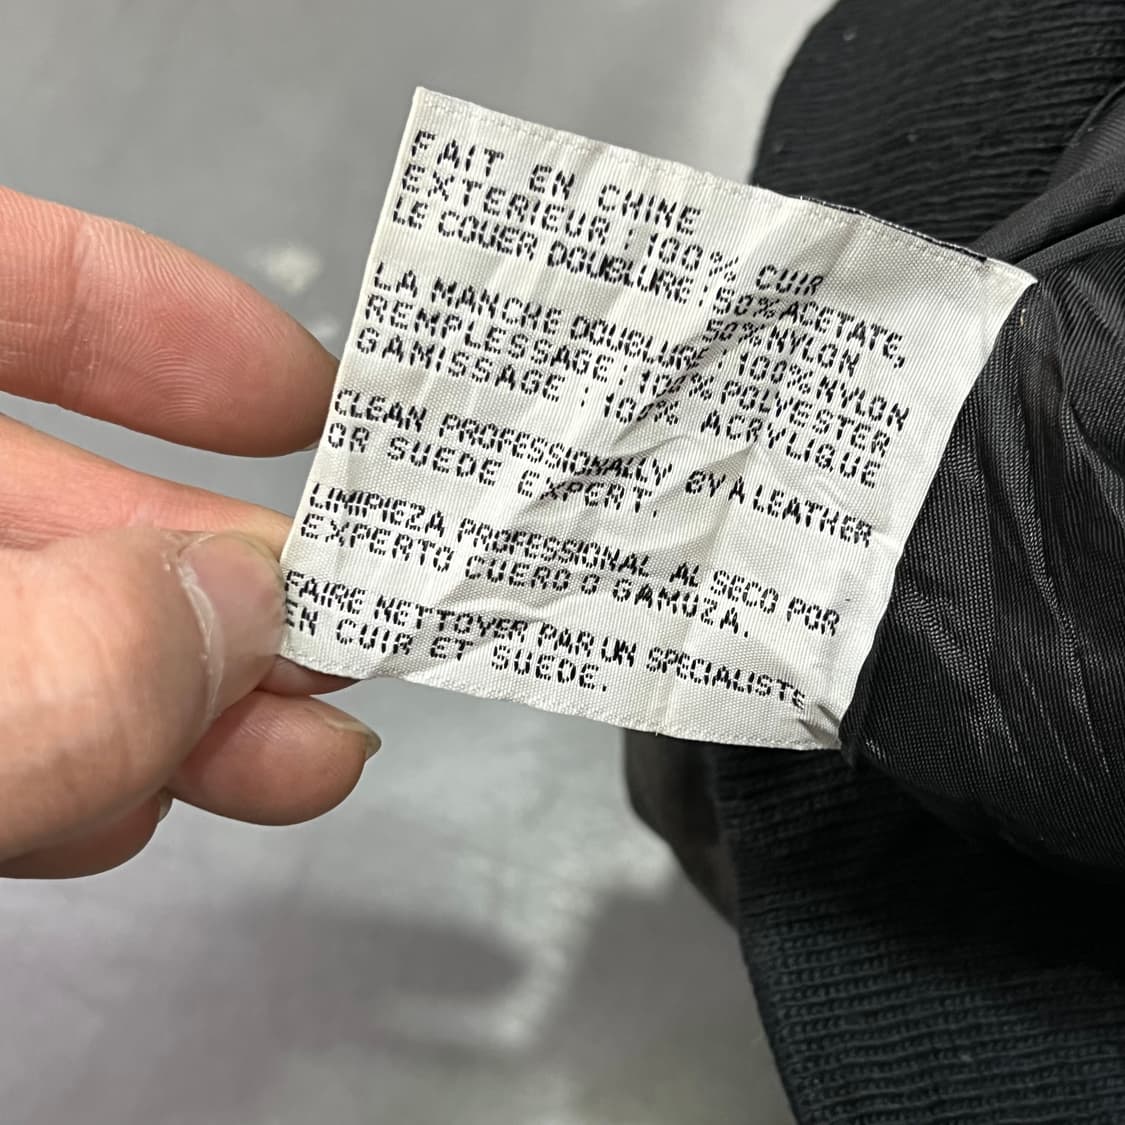 FAIT EN CHINE
EXTERIEUR : 100% CUIR
LE COUER DOUBLURE : 50% ACETATE,
50% NYLON
LA MANCHE DOUBLURE : 100% NYLON
REMPLESSAGE : 100% POLYESTER
GAMISSAGE : 100% ACRYLIQUE
CLEAN PROFESSIONALLY BY A LEATHER
OR SUEDE EXPERT.
LIMIPIEZA PROFESSIONAL AL SECO POR
EXPERTO CUERO O GAMUZA.
FAIRE NETTOYER PAR UN SPECIALISTE
EN CUIR ET SUEDE.